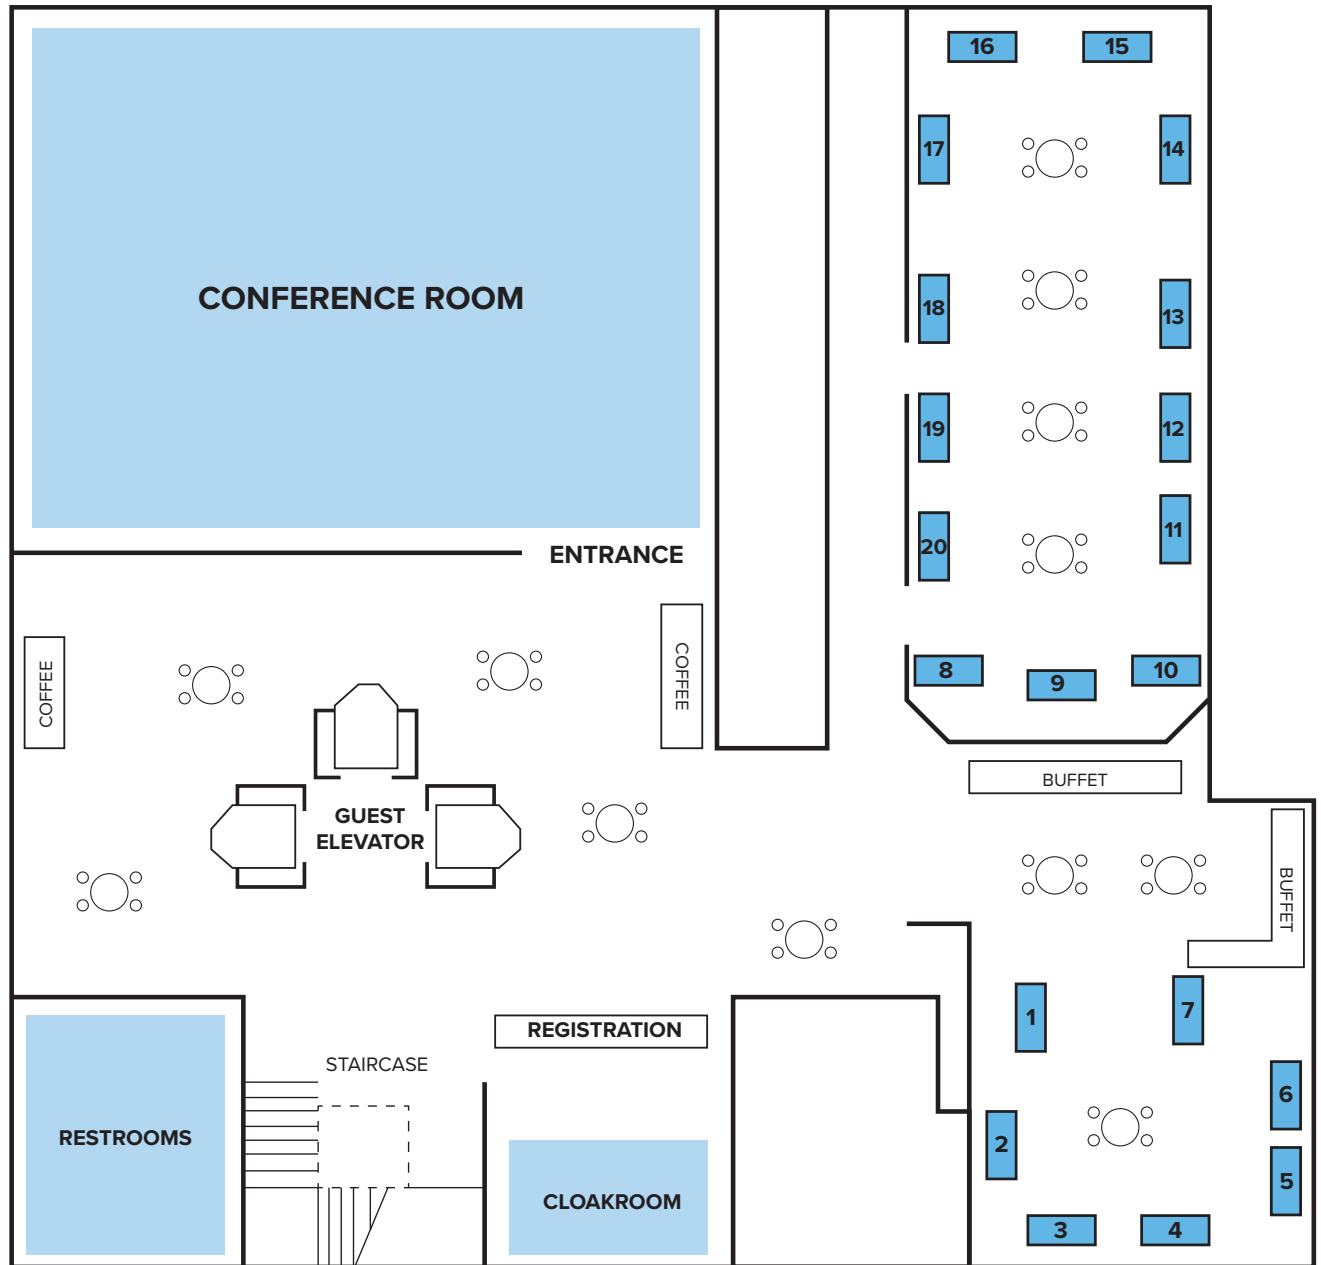 16
15
17
14
CONFERENCE ROOM
18
13
19
12
11
20
ENTRANCE
COFFEE
COFFEE
8
9
10
BUFFET
GUEST
ELEVATOR
BUFFET
1
7
REGISTRATION
STAIRCASE
6
RESTROOMS
2
5
CLOAKROOM
3
4